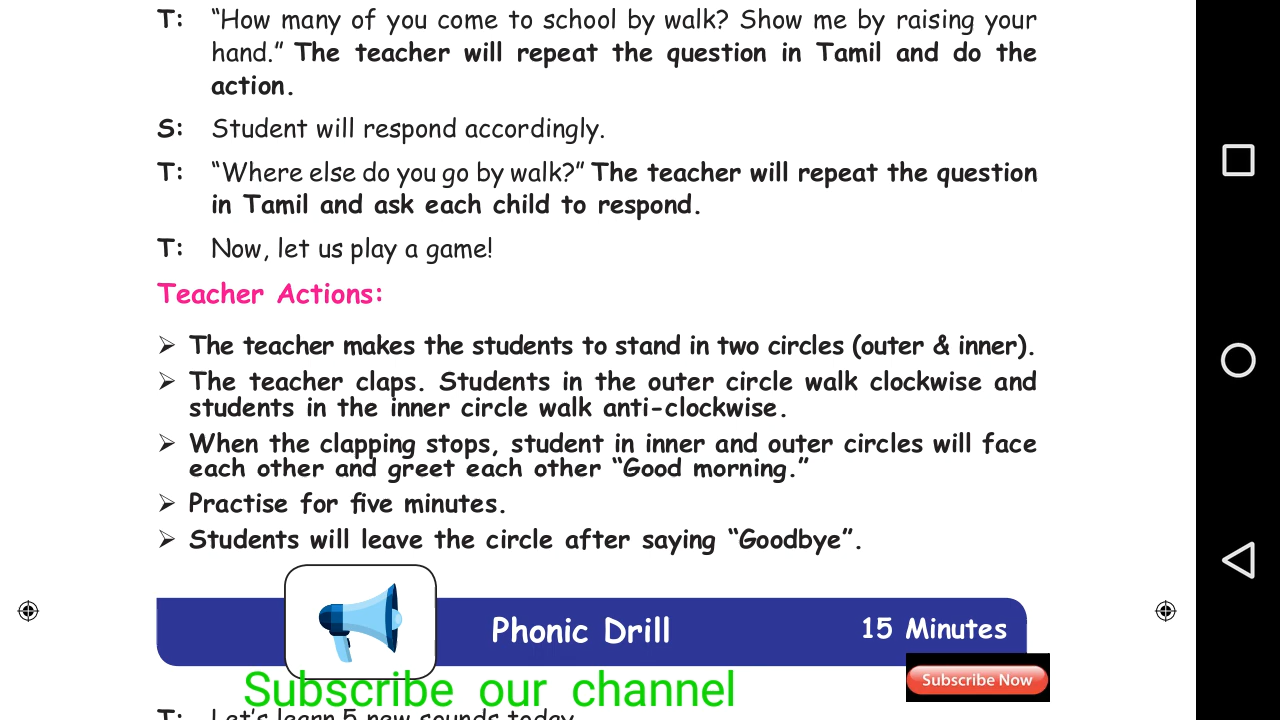 T: “How many of you come to school by walk? Show me by raising your
hand.” The teacher will repeat the question in Tamil and do the
action.
S: Student will respond accordingly.
T: “Where else do you go by walk?” The teacher will repeat the question
in Tamil and ask each child to respond.
T: Now, let us play a game!
Teacher Actions:
➢ The teacher makes the students to stand in two circles (outer & inner).
➢ The teacher claps. Students in the outer circle walk clockwise and
students in the inner circle walk anti-clockwise.
➢ When the clapping stops, student in inner and outer circles will face
each other and greet each other “Good morning.”
➢ Practise for five minutes.
➢ Students will leave the circle after saying “Goodbye”.
Phonic Drill 15 Minutes
Subscribe our channel
Subscribe Now
T: Let’s learn 5 new sounds today